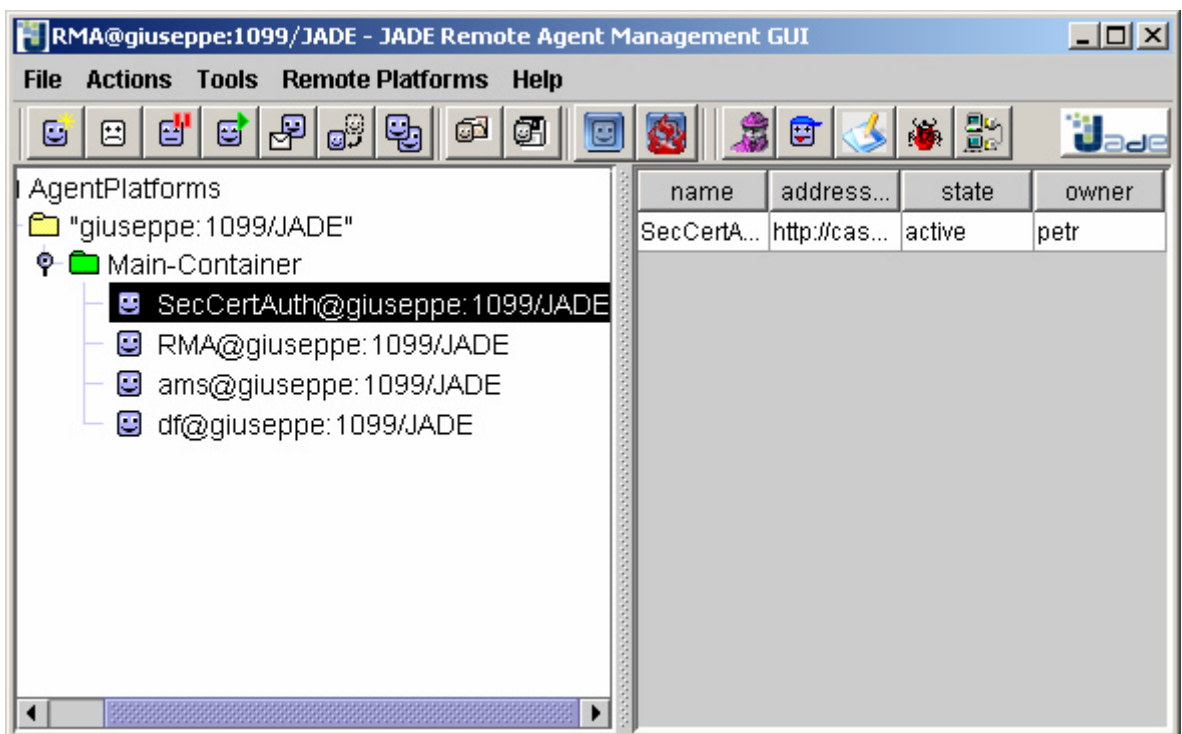 RMA@giuseppe:1099/JADE - JADE Remote Agent Management GUI
File Actions Tools Remote Platforms Help
Jade
AgentPlatforms
"giuseppe:1099/JADE"
Main-Container
SecCertAuth@giuseppe:1099/JADE
RMA@giuseppe:1099/JADE
ams@giuseppe:1099/JADE
df@giuseppe:1099/JADE
name address... state owner
SecCertA... http://cas... active petr